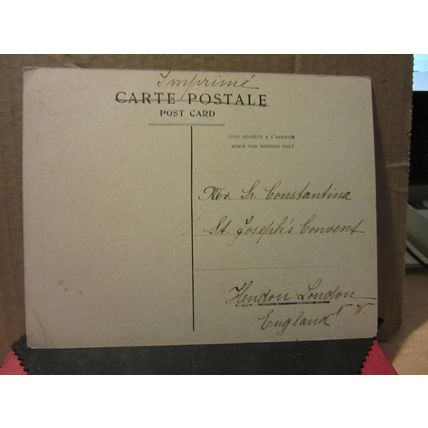 Imprimé
CARTE POSTALE
POST CARD
COTÉ RÉSERVÉ A L'ADRESSE
SPACE FOR ADDRESS ONLY
Rev. Sr. Constantina
St. Joseph's Convent
Hendon London
England N W